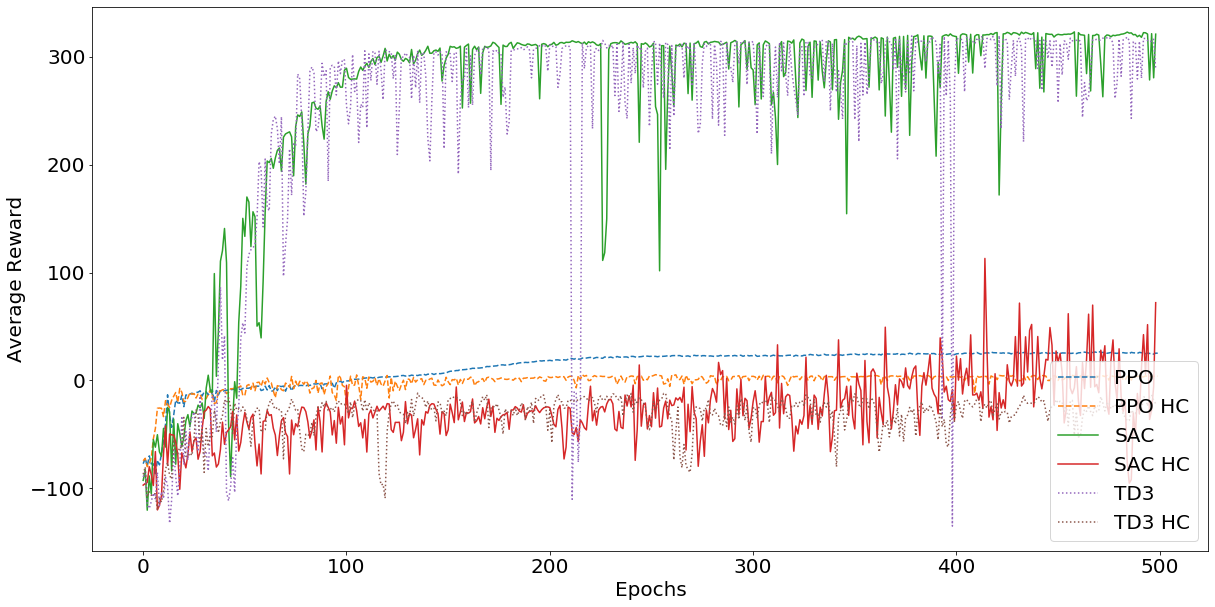 Average Reward
300
200
100
0
−100
0 100 200 300 400 500
Epochs
PPO
PPO HC
SAC
SAC HC
TD3
TD3 HC